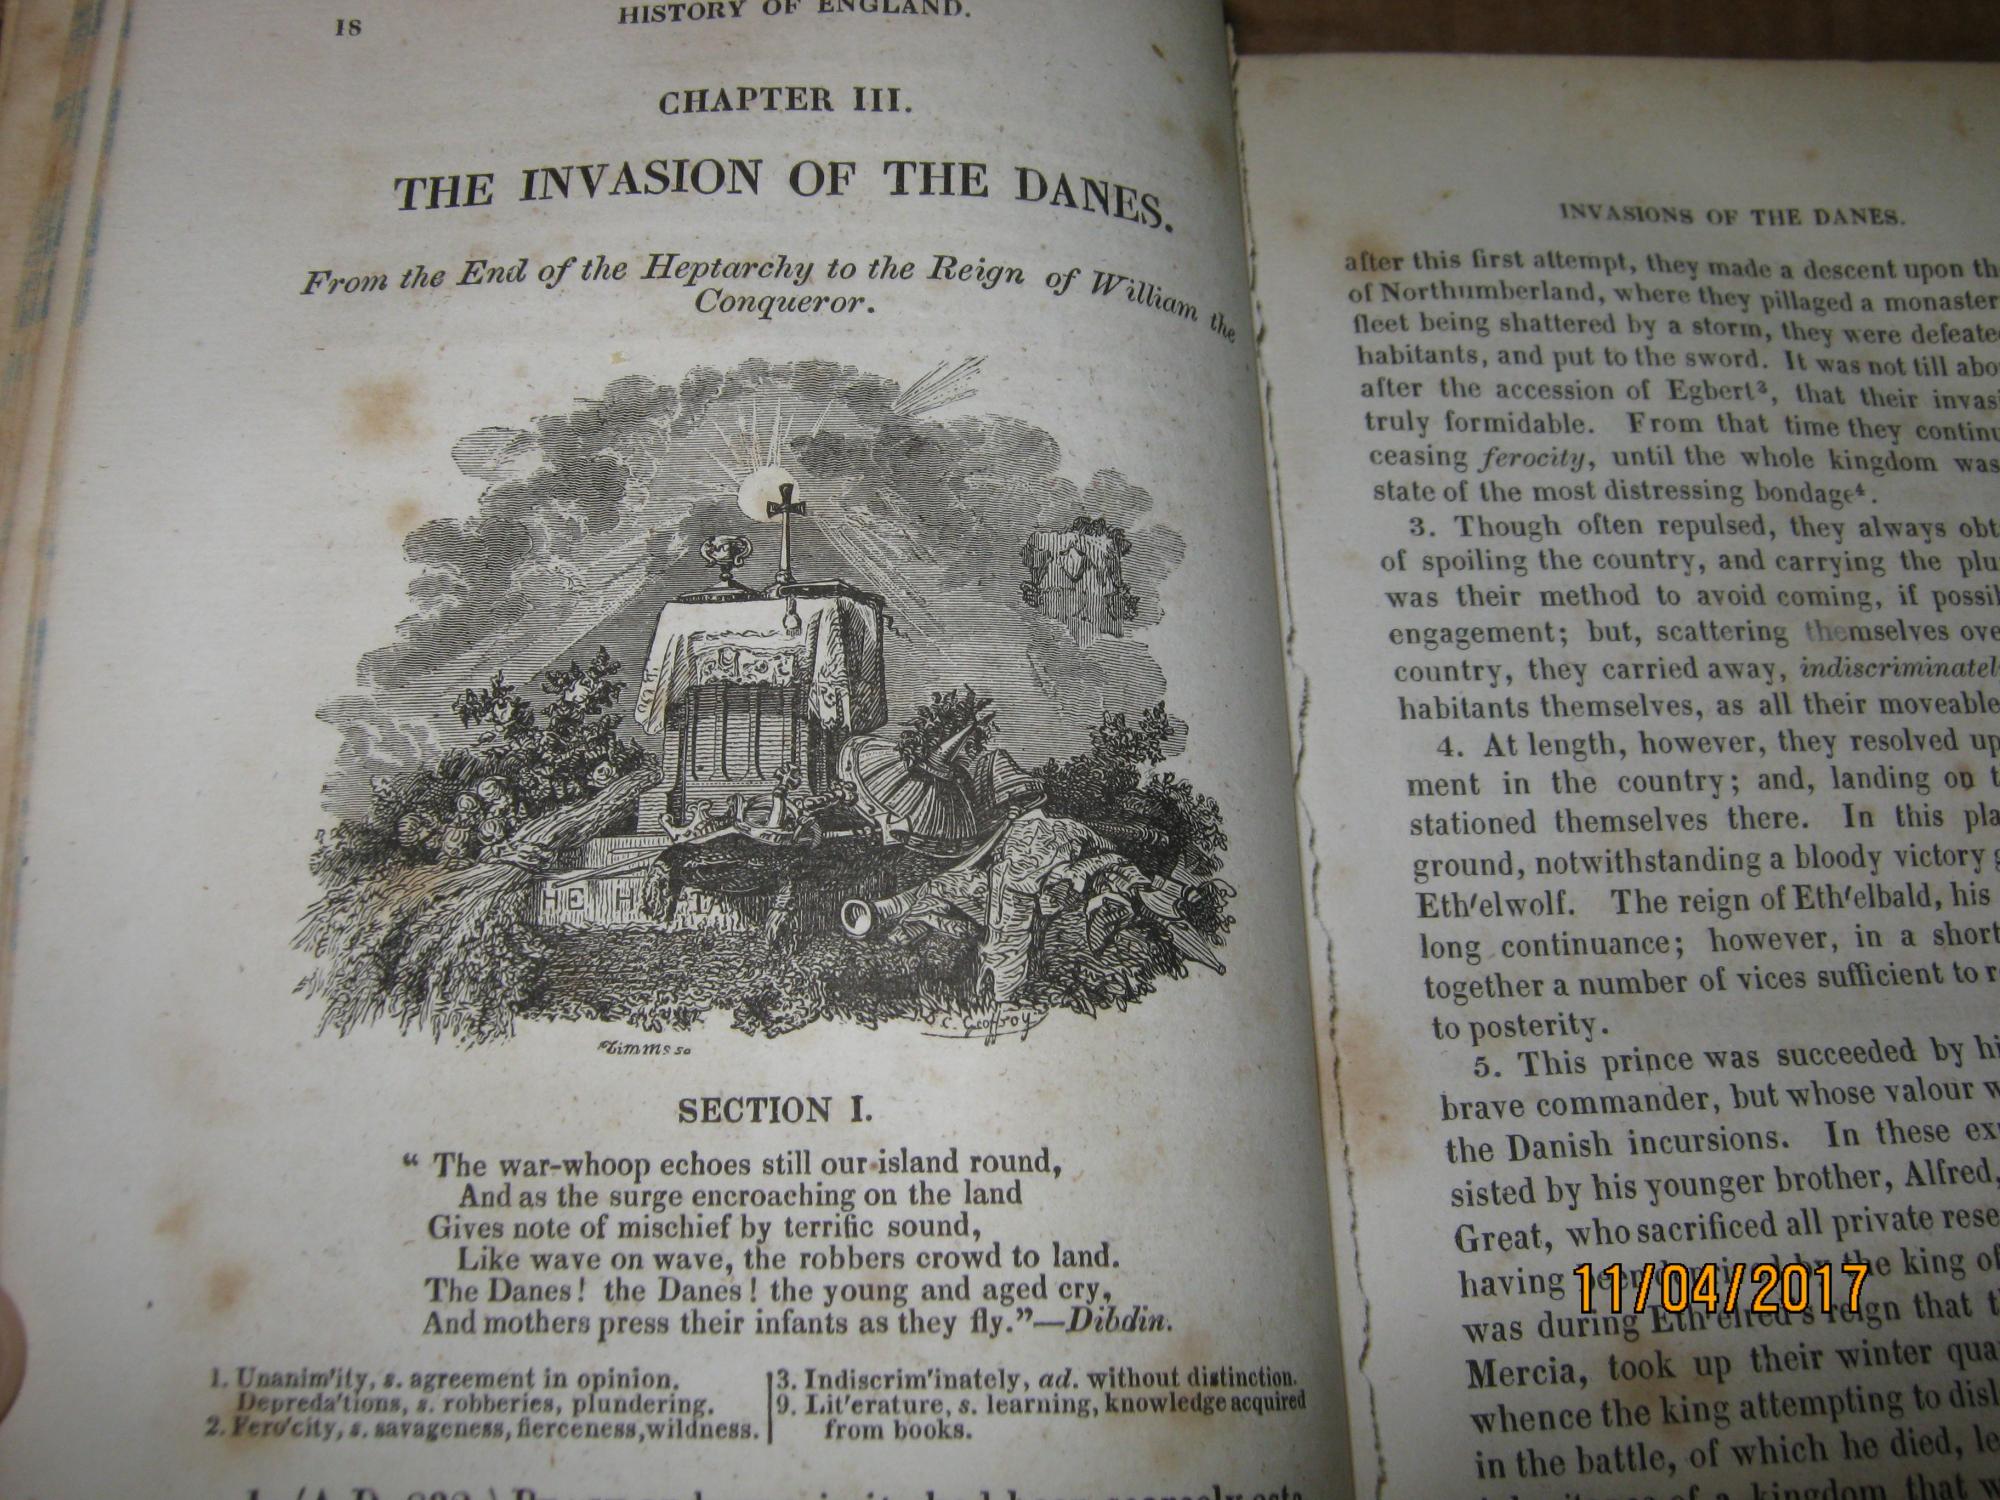 18
HISTORY OF ENGLAND.
CHAPTER III.
THE INVASION OF THE DANES.
From the End of the Heptarchy to the Reign of William the
Conqueror.
HE H
Timms sc
C. Geoffroy
SECTION I.
“ The war-whoop echoes still our island round,
And as the surge encroaching on the land
Gives note of mischief by terrific sound,
Like wave on wave, the robbers crowd to land.
The Danes! the Danes! the young and aged cry,
And mothers press their infants as they fly.”—Dibdin.
1. Unanim'ity, s. agreement in opinion.
Depreda'tions, s. robberies, plundering.
2. Fero'city, s. savageness, fierceness, wildness.
3. Indiscrim'inately, ad. without distinction.
9. Lit'erature, s. learning, knowledge acquired
from books.
INVASIONS OF THE DANES.
after this first attempt, they made a descent upon th
of Northumberland, where they pillaged a monaster
fleet being shattered by a storm, they were defeate
habitants, and put to the sword. It was not till abo
after the accession of Egbert³, that their invasi
truly formidable. From that time they continu
ceasing ferocity, until the whole kingdom was
state of the most distressing bondage⁴.
3. Though often repulsed, they always obt
of spoiling the country, and carrying the plu
was their method to avoid coming, if possib
engagement; but, scattering themselves ove
country, they carried away, indiscriminatel
habitants themselves, as all their moveable
4. At length, however, they resolved up
ment in the country; and, landing on t
stationed themselves there. In this pla
ground, notwithstanding a bloody victory g
Eth'elwolf. The reign of Eth'elbald, his
long continuance; however, in a short
together a number of vices sufficient to r
to posterity.
5. This prince was succeeded by hi
brave commander, but whose valour w
the Danish incursions. In these ex
sisted by his younger brother, Alfred,
Great, who sacrificed all private rese
having the king of
was during Eth'elred's reign that t
Mercia, took up their winter qua
whence the king attempting to disl
in the battle, of which he died, le
of a kingdom that w
11/04/2017